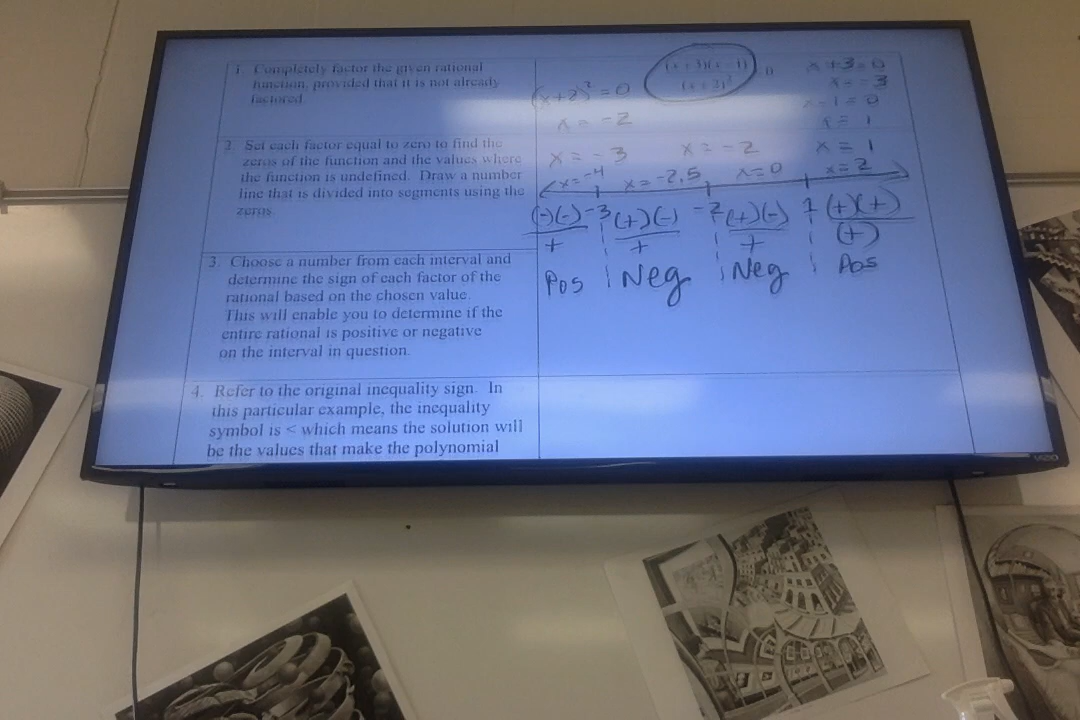 1. Completely factor the given rational
function, provided that it is not already
factored.
(x+2)² = 0
x = -2
(x + 3)(x - 1)
(x + 2)²
0
x + 3 = 0
x = -3
x - 1 = 0
x = 1
2. Set each factor equal to zero to find the
zeros of the function and the values where
the function is undefined. Draw a number
line that is divided into segments using the
zeros.
x = -3 x = -2 x = 1
x=-4 x=-2.5 x=0 x=2
(-)(-) -3 (+)(-) -2 (+)(-) 1 (+)(+)
+ + + (+)
Pos Neg Neg Pos
3. Choose a number from each interval and
determine the sign of each factor of the
rational based on the chosen value.
This will enable you to determine if the
entire rational is positive or negative
on the interval in question.
4. Refer to the original inequality sign. In
this particular example, the inequality
symbol is < which means the solution will
be the values that make the polynomial
VIZIO